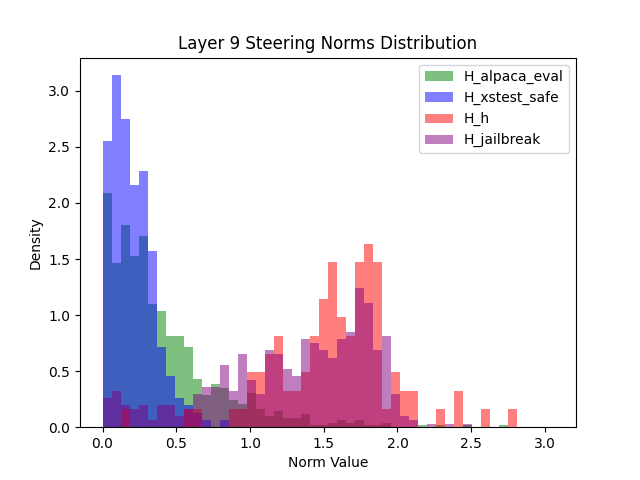 Layer 9 Steering Norms Distribution
H_alpaca_eval
H_xstest_safe
H_h
H_jailbreak
Density
3.0
2.5
2.0
1.5
1.0
0.5
0.0
0.0 0.5 1.0 1.5 2.0 2.5 3.0
Norm Value